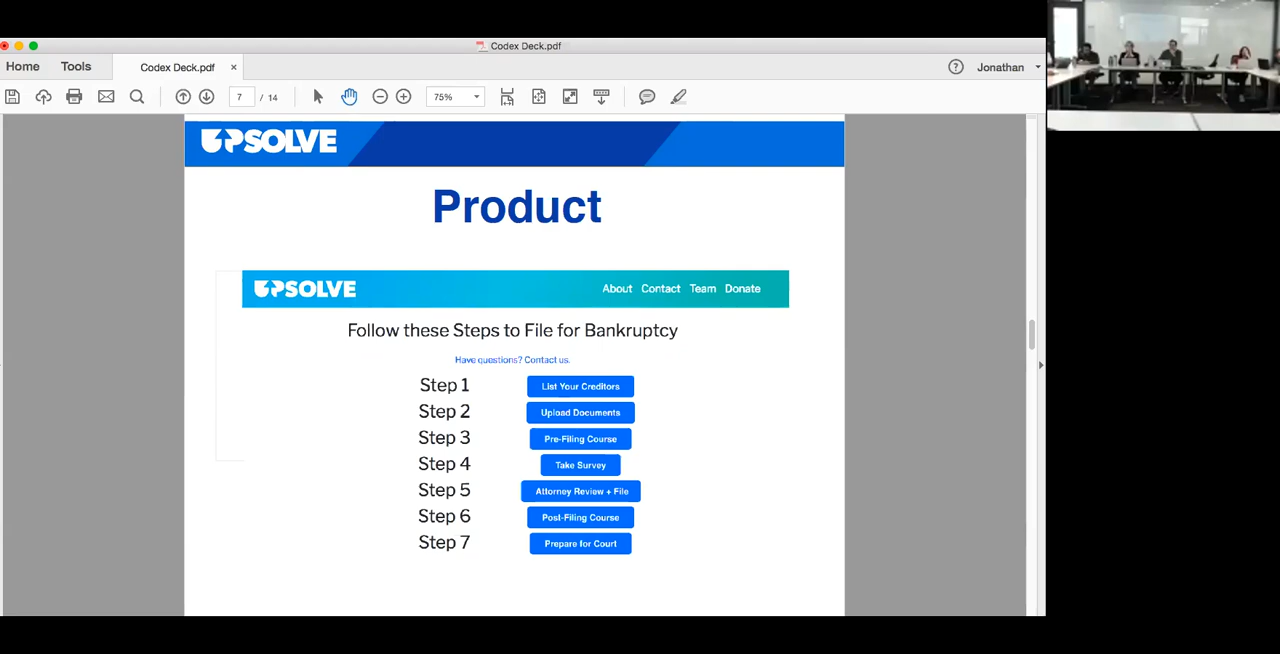 Codex Deck.pdf
Home Tools Codex Deck.pdf × ? Jonathan
7 / 14 75%
UPSOLVE
Product
UPSOLVE About Contact Team Donate
Follow these Steps to File for Bankruptcy
Have questions? Contact us.
Step 1 List Your Creditors
Step 2 Upload Documents
Step 3 Pre-Filing Course
Step 4 Take Survey
Step 5 Attorney Review + File
Step 6 Post-Filing Course
Step 7 Prepare for Court